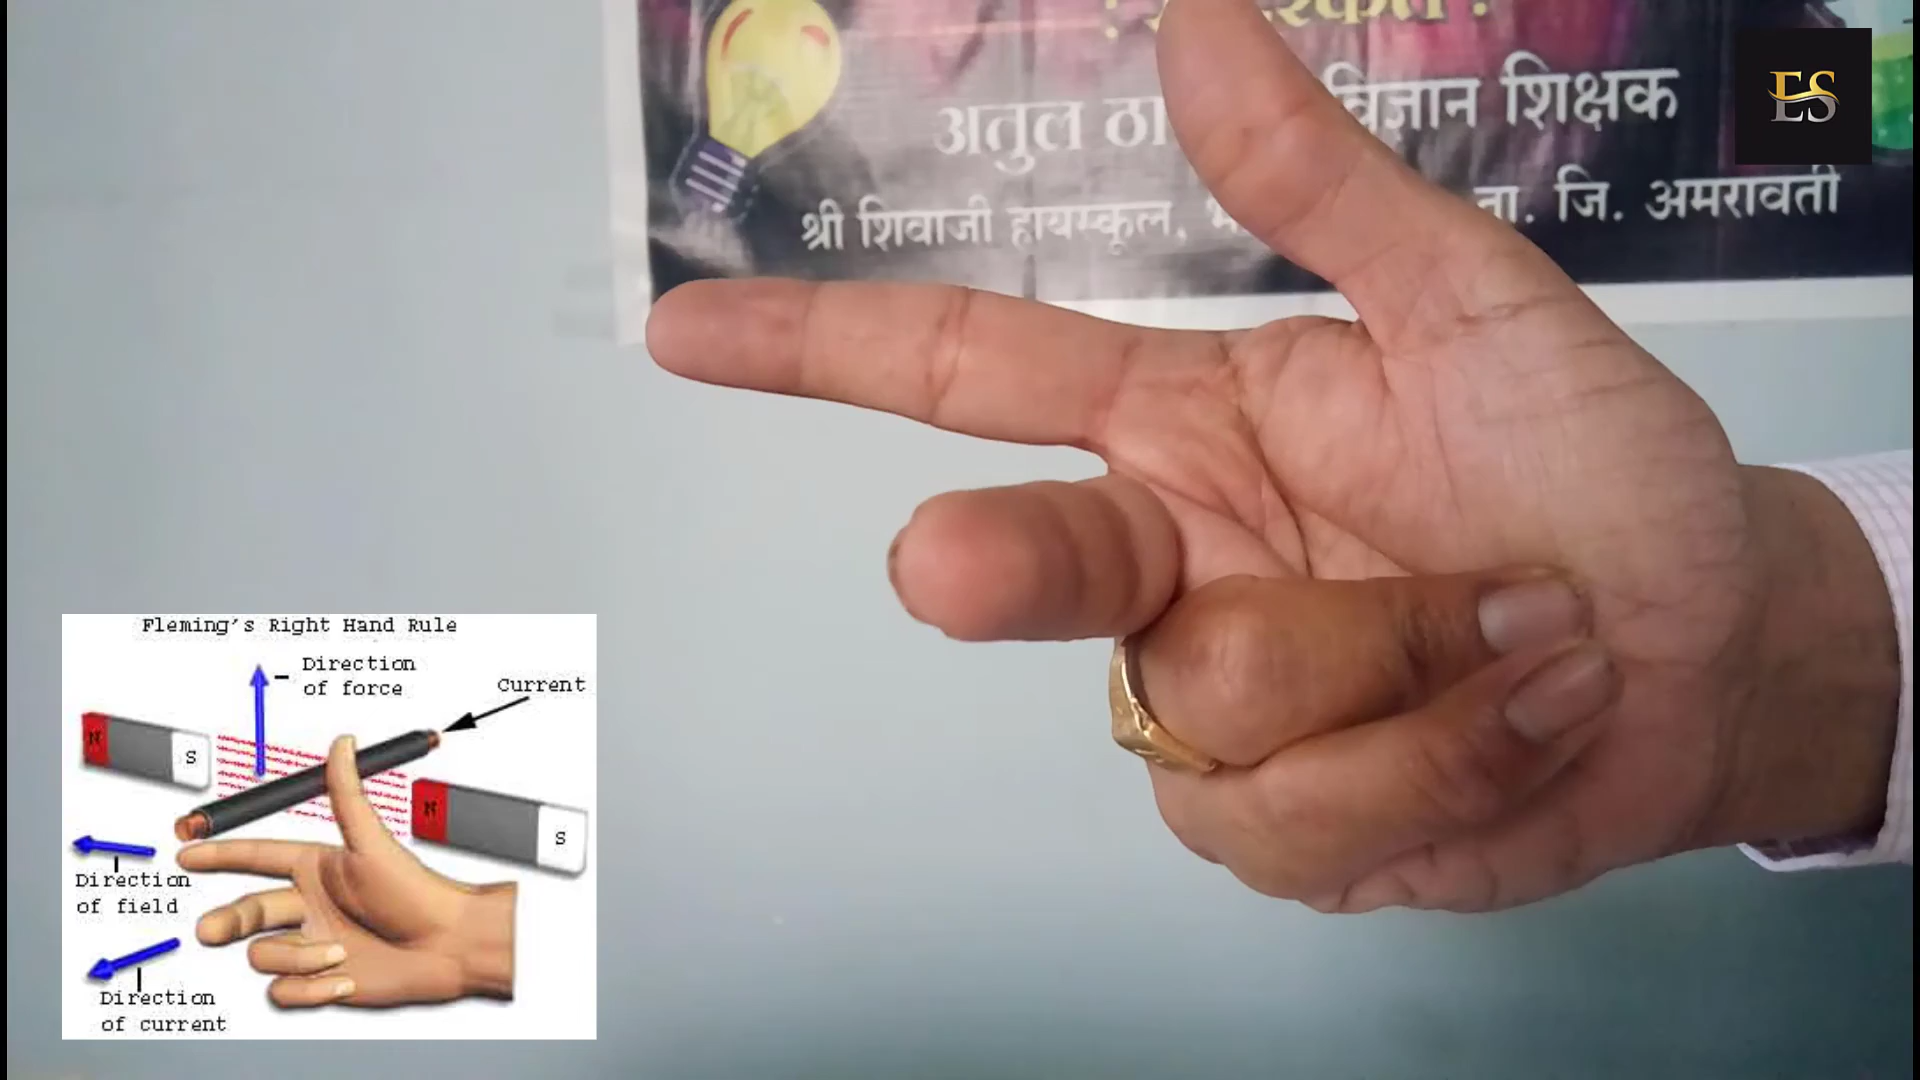 अतुल ठा
विज्ञान शिक्षक
श्री शिवाजी हायस्कूल,
जि. अमरावती
ES
Fleming's Right Hand Rule
Direction
of force
Current
N
S
N
S
Direction
of field
Direction
of current